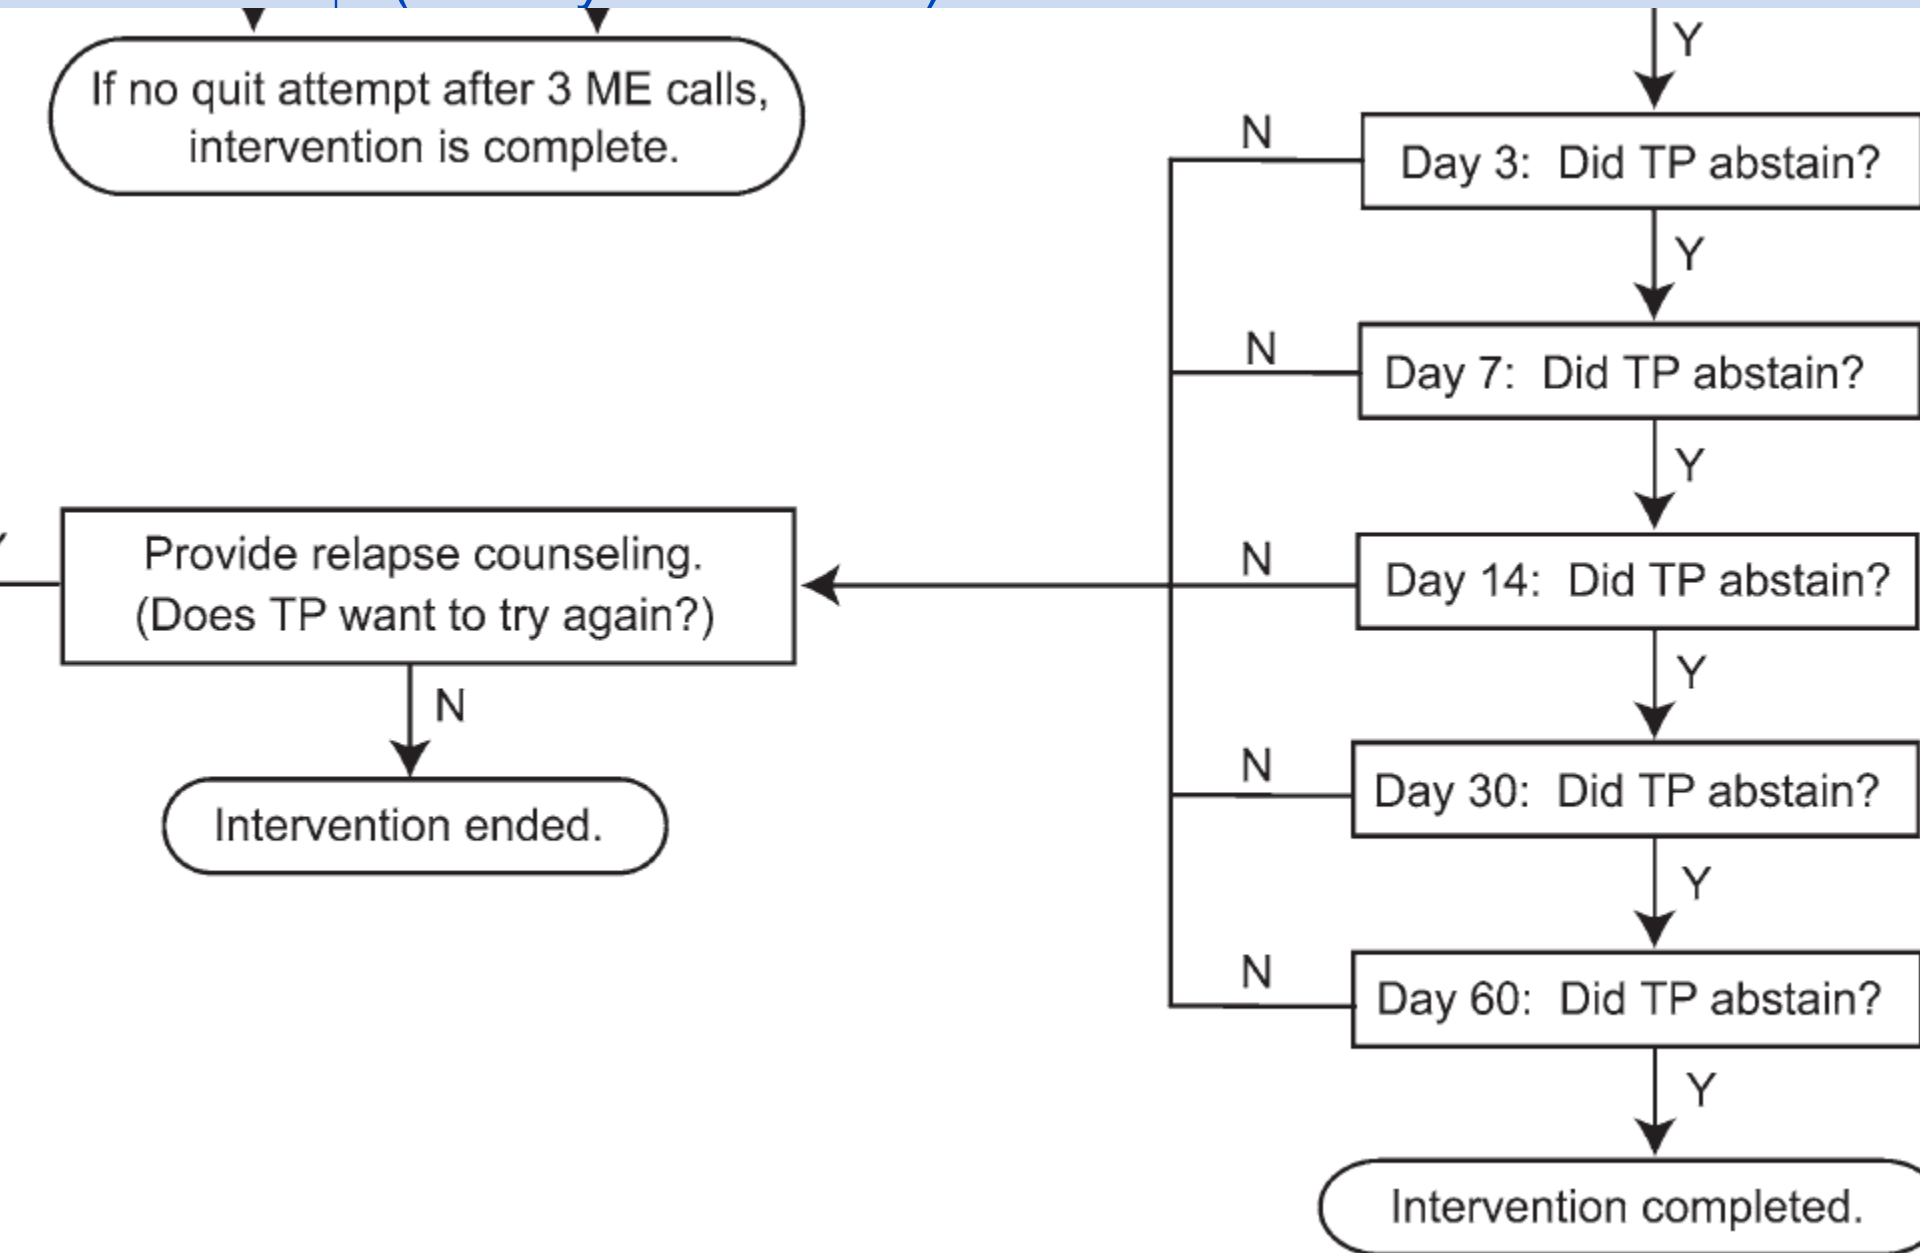 If no quit attempt after 3 ME calls,
intervention is complete.
Y
N
Day 3: Did TP abstain?
Y
N
Day 7: Did TP abstain?
Y
N
Day 14: Did TP abstain?
Provide relapse counseling.
(Does TP want to try again?)
Y
N
N
Day 30: Did TP abstain?
Intervention ended.
Y
N
Day 60: Did TP abstain?
Y
Intervention completed.